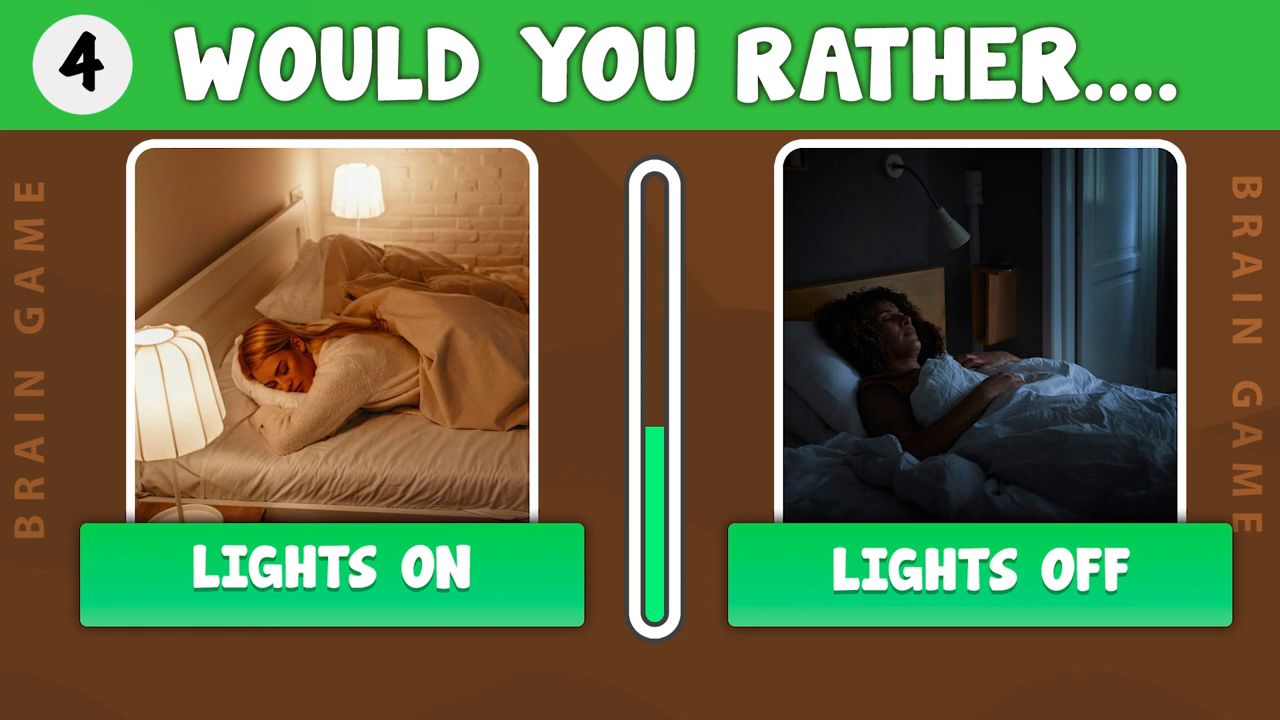 4
WOULD YOU RATHER....
BRAIN GAME
BRAIN GAME
LIGHTS ON
LIGHTS OFF